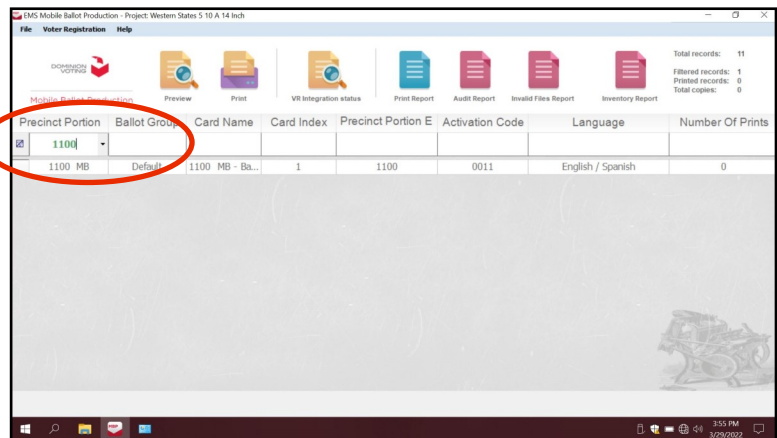 EMS Mobile Ballot Production - Project: Western States 5 10 A 14 Inch
File Voter Registration Help
DOMINION
VOTING
Mobile Ballot Production
Preview
Print
VR Integration status
Print Report
Audit Report
Invalid Files Report
Inventory Report
Total records: 11
Filtered records: 1
Printed records: 0
Total copies: 0
Precinct Portion Ballot Group Card Name Card Index Precinct Portion E Activation Code Language Number Of Prints
1100
1100 MB Default 1100 MB - Ba... 1 1100 0011 English / Spanish 0
3:55 PM
3/29/2022